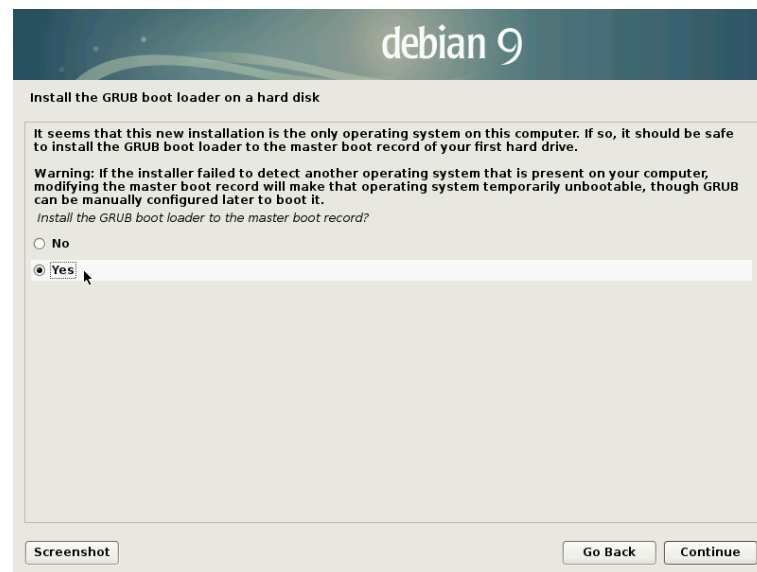 debian 9
Install the GRUB boot loader on a hard disk
It seems that this new installation is the only operating system on this computer. If so, it should be safe
to install the GRUB boot loader to the master boot record of your first hard drive.
Warning: If the installer failed to detect another operating system that is present on your computer,
modifying the master boot record will make that operating system temporarily unbootable, though GRUB
can be manually configured later to boot it.
Install the GRUB boot loader to the master boot record?
No
Yes
Screenshot
Go Back
Continue